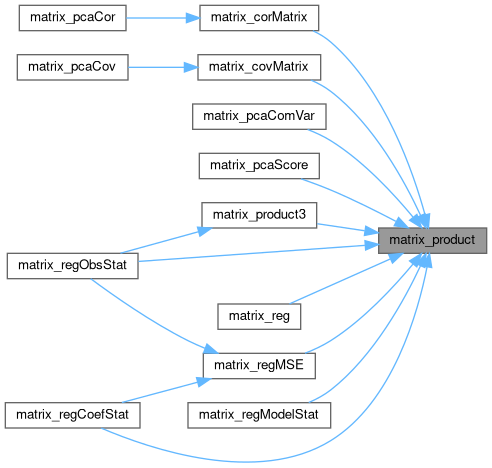 matrix_pcaCor
matrix_corMatrix
matrix_pcaCov
matrix_covMatrix
matrix_pcaComVar
matrix_pcaScore
matrix_product3
matrix_product
matrix_regObsStat
matrix_reg
matrix_regMSE
matrix_regCoefStat
matrix_regModelStat